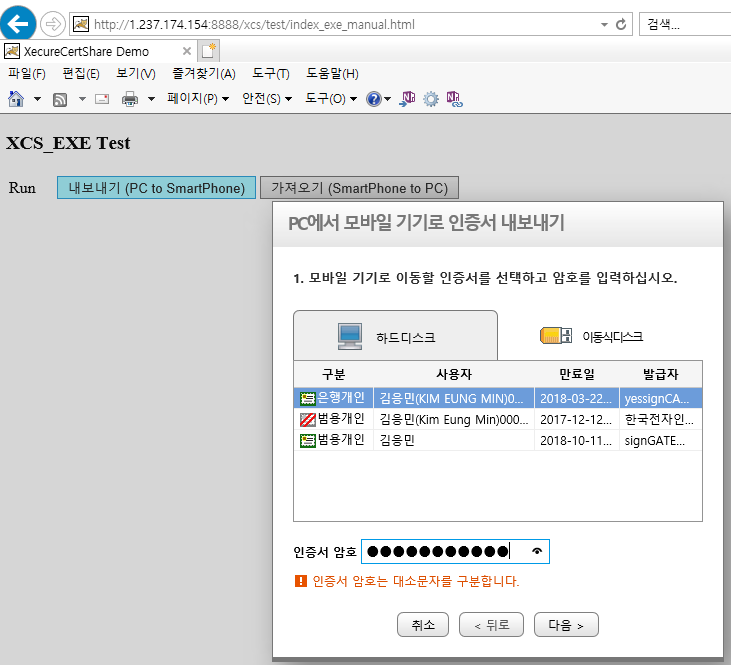 http://1.237.174.154:8888/xcs/test/index_exe_manual.html 검색...
XecureCertShare Demo
파일(F) 편집(E) 보기(V) 즐겨찾기(A) 도구(T) 도움말(H)
페이지(P) 안전(S) 도구(O)
XCS_EXE Test
Run 내보내기 (PC to SmartPhone) 가져오기 (SmartPhone to PC)
PC에서 모바일 기기로 인증서 내보내기
1. 모바일 기기로 이동할 인증서를 선택하고 암호를 입력하십시오.
하드디스크 이동식디스크
구분 사용자 만료일 발급자
은행개인 김응민(KIM EUNG MIN)0... 2018-03-22... yessignCA...
범용개인 김응민(Kim Eung Min)000... 2017-12-12... 한국전자인...
범용개인 김응민 2018-10-11... signGATE...
인증서 암호 ●●●●●●●●●●●
인증서 암호는 대소문자를 구분합니다.
취소 < 뒤로 다음 >